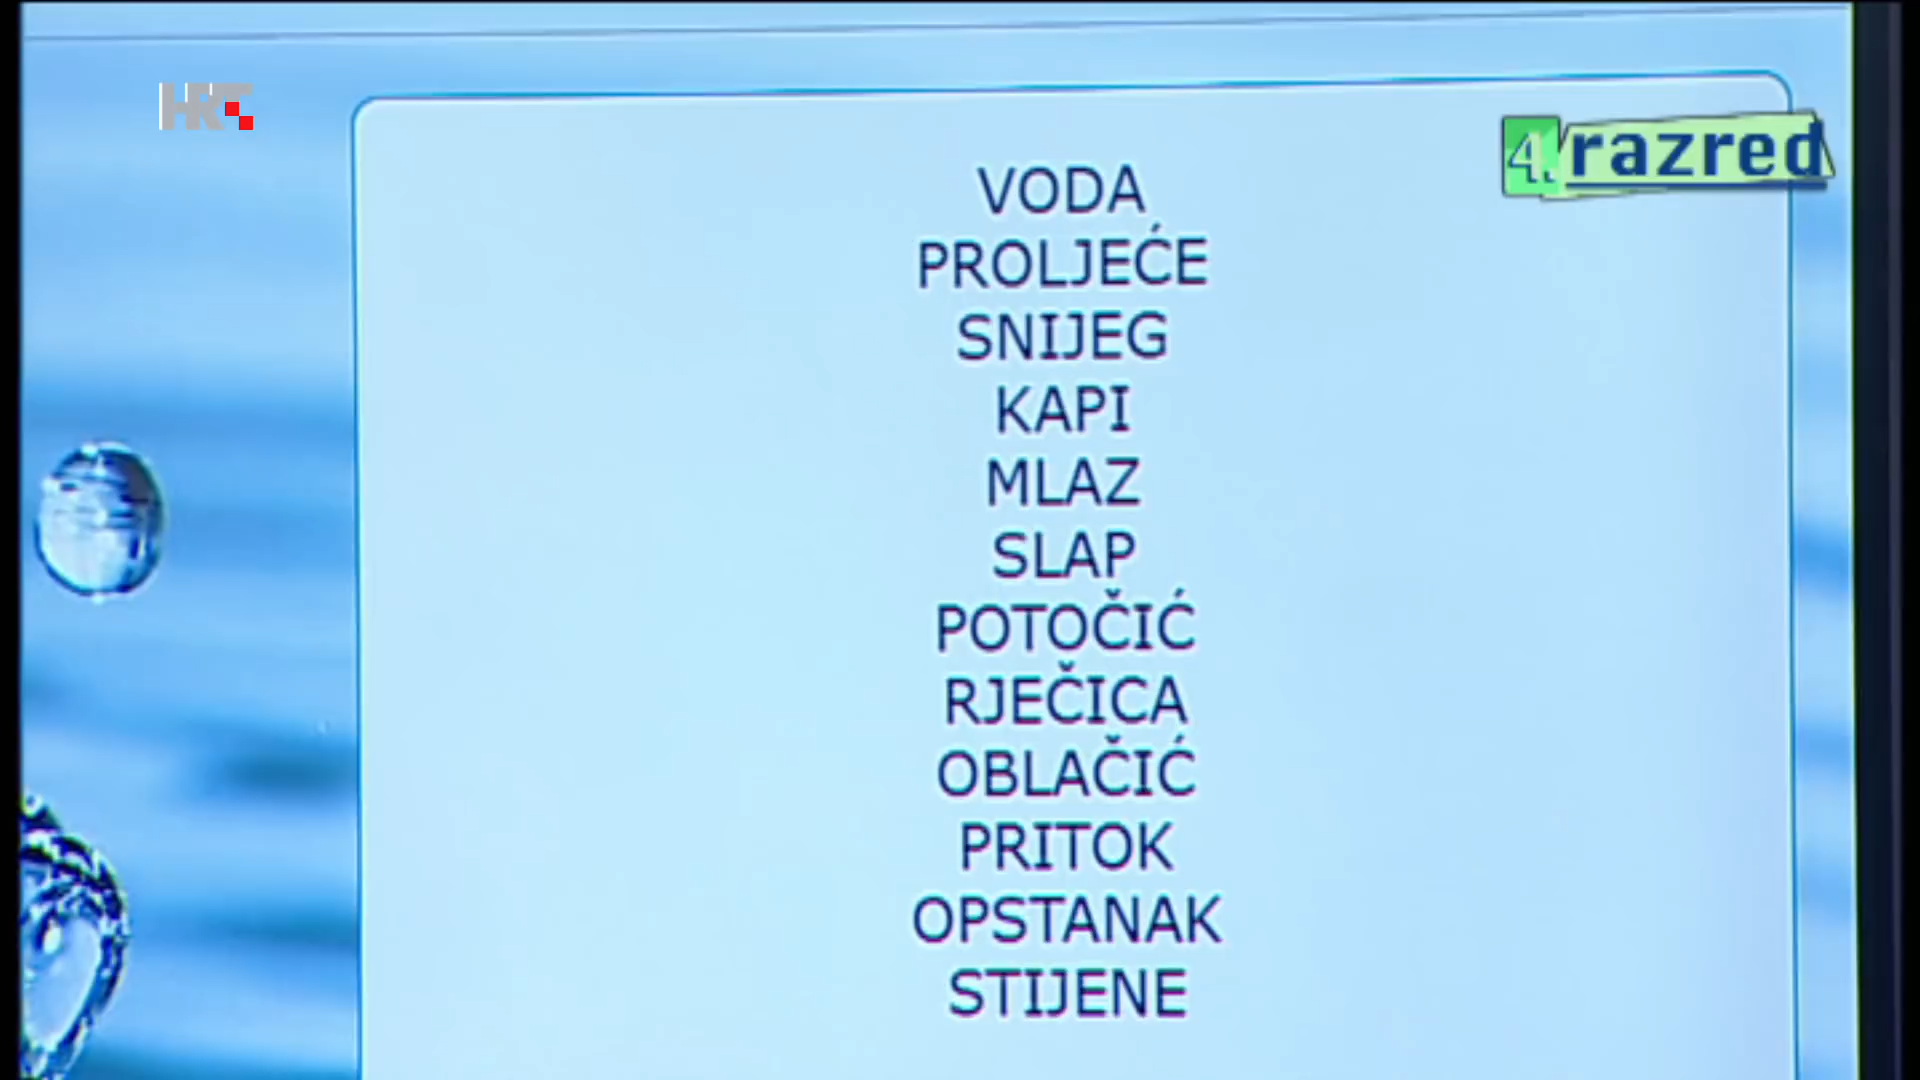 HRT
4. razred
VODA
PROLJEĆE
SNIJEG
KAPI
MLAZ
SLAP
POTOČIĆ
RJEČICA
OBLAČIĆ
PRITOK
OPSTANAK
STIJENE